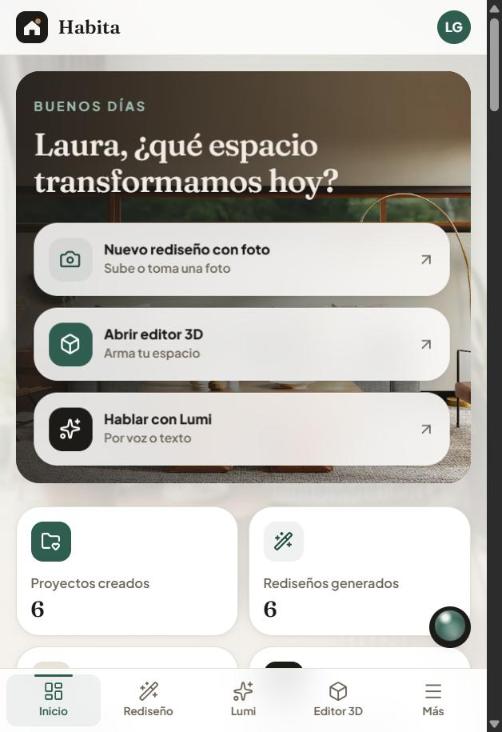 Habita
LG
BUENOS DÍAS
Laura, ¿qué espacio
transformamos hoy?
Nuevo rediseño con foto
Sube o toma una foto
Abrir editor 3D
Arma tu espacio
Hablar con Lumi
Por voz o texto
Proyectos creados
6
Rediseños generados
6
Inicio
Rediseño
Lumi
Editor 3D
Más